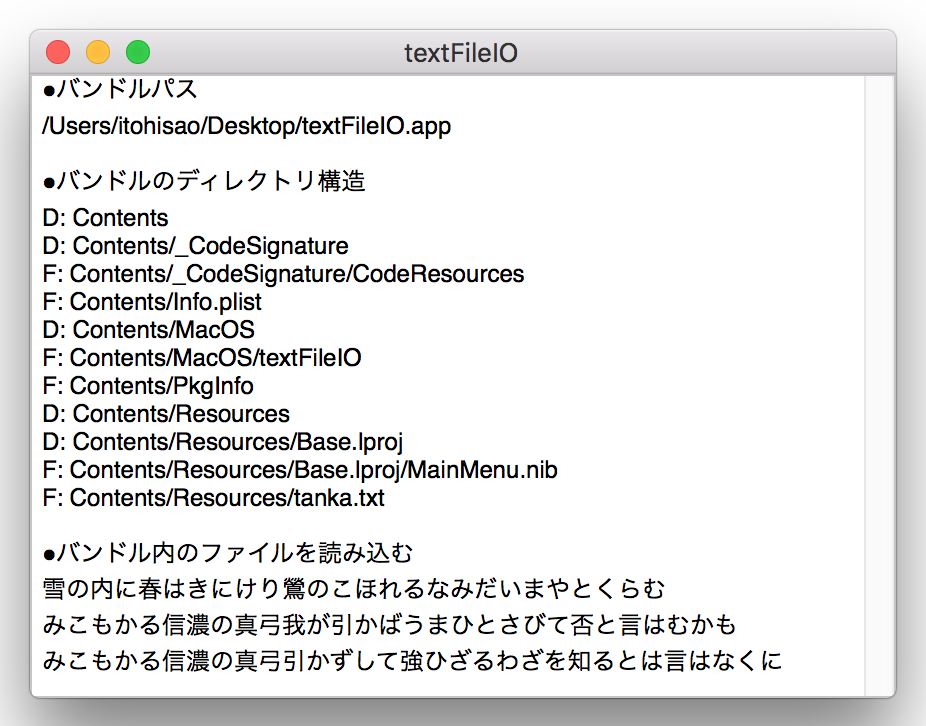 textFileIO
●バンドルパス
/Users/itohisao/Desktop/textFileIO.app
●バンドルのディレクトリ構造
D: Contents
D: Contents/_CodeSignature
F: Contents/_CodeSignature/CodeResources
F: Contents/Info.plist
D: Contents/MacOS
F: Contents/MacOS/textFileIO
F: Contents/PkgInfo
D: Contents/Resources
D: Contents/Resources/Base.lproj
F: Contents/Resources/Base.lproj/MainMenu.nib
F: Contents/Resources/tanka.txt
●バンドル内のファイルを読み込む
雪の内に春はきにけり鶯のこほれるなみだいまやとくらむ
みこもかる信濃の真弓我が引かばうまひとさびて否と言はむかも
みこもかる信濃の真弓引かずして強ひざるわざを知るとは言はなくに